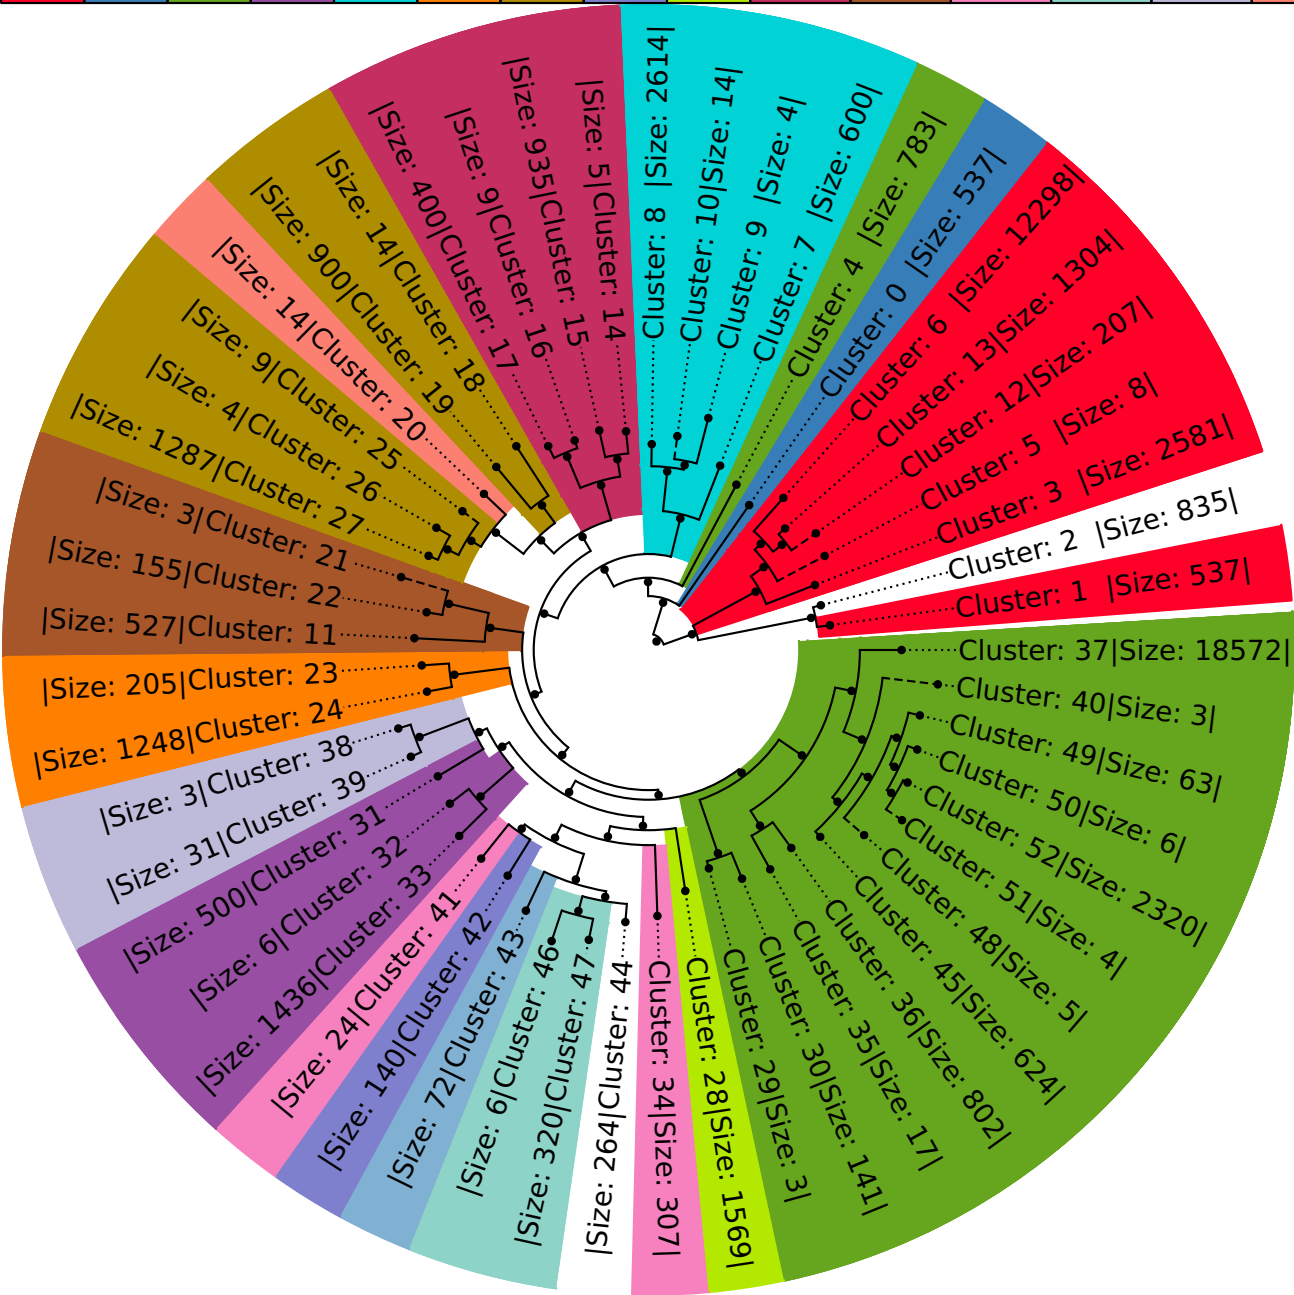 Cluster: 8 |Size: 2614|
Cluster: 10|Size: 14|
Cluster: 9 |Size: 4|
Cluster: 7 |Size: 600|
Cluster: 4 |Size: 783|
Cluster: 0 |Size: 537|
Cluster: 6 |Size: 12298|
Cluster: 13|Size: 1304|
Cluster: 12|Size: 207|
Cluster: 5 |Size: 8|
Cluster: 3 |Size: 2581|
Cluster: 2 |Size: 835|
Cluster: 1 |Size: 537|
Cluster: 37|Size: 18572|
Cluster: 40|Size: 3|
Cluster: 49|Size: 63|
Cluster: 50|Size: 6|
Cluster: 52|Size: 2320|
Cluster: 51|Size: 4|
Cluster: 48|Size: 5|
Cluster: 45|Size: 624|
Cluster: 36|Size: 802|
Cluster: 35|Size: 17|
Cluster: 30|Size: 141|
Cluster: 29|Size: 3|
Cluster: 28|Size: 1569|
Cluster: 34|Size: 307|
|Size: 264|Cluster: 44
|Size: 320|Cluster: 47
|Size: 6|Cluster: 46
|Size: 72|Cluster: 43
|Size: 140|Cluster: 42
|Size: 24|Cluster: 41
|Size: 1436|Cluster: 33
|Size: 6|Cluster: 32
|Size: 500|Cluster: 31
|Size: 31|Cluster: 39
|Size: 3|Cluster: 38
|Size: 1248|Cluster: 24
|Size: 205|Cluster: 23
|Size: 527|Cluster: 11
|Size: 155|Cluster: 22
|Size: 3|Cluster: 21
|Size: 1287|Cluster: 27
|Size: 4|Cluster: 26
|Size: 9|Cluster: 25
|Size: 14|Cluster: 20
|Size: 900|Cluster: 19
|Size: 14|Cluster: 18
|Size: 400|Cluster: 17
|Size: 9|Cluster: 16
|Size: 935|Cluster: 15
|Size: 5|Cluster: 14